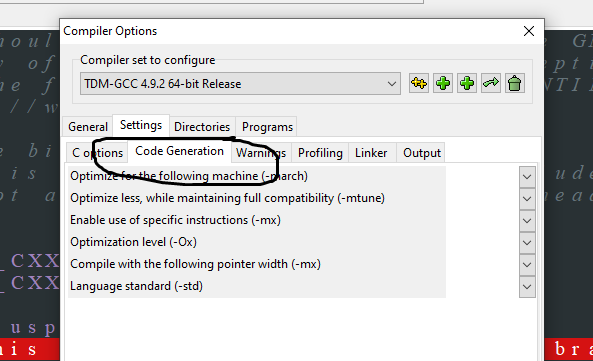 Compiler Options
Compiler set to configure
TDM-GCC 4.9.2 64-bit Release
General Settings Directories Programs
C options Code Generation Warnings Profiling Linker Output
Optimize for the following machine (-march)
Optimize less, while maintaining full compatibility (-mtune)
Enable use of specific instructions (-mx)
Optimization level (-Ox)
Compile with the following pointer width (-mx)
Language standard (-std)
_CXX
_CXX